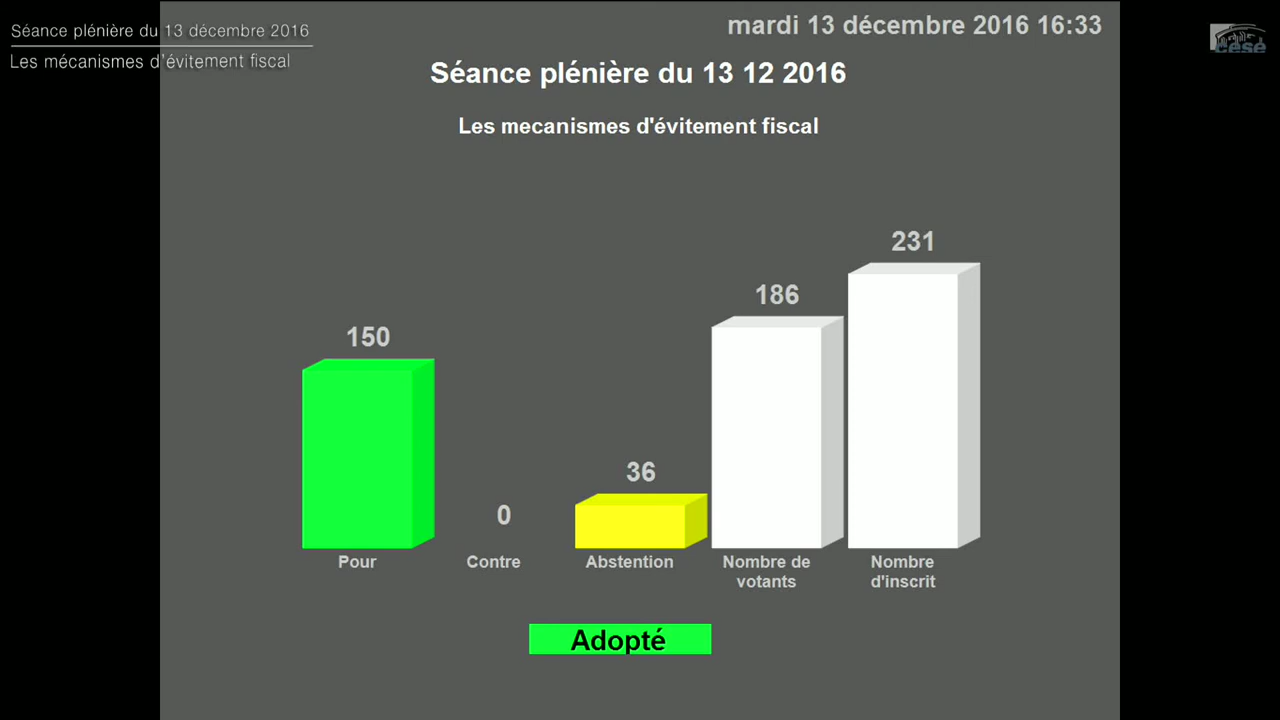 Séance plénière du 13 décembre 2016
Les mécanismes d'évitement fiscal
mardi 13 décembre 2016 16:33
cese
Séance plénière du 13 12 2016
Les mecanismes d'évitement fiscal
231
186
150
36
0
Pour
Contre
Abstention
Nombre de
votants
Nombre
d'inscrit
Adopté